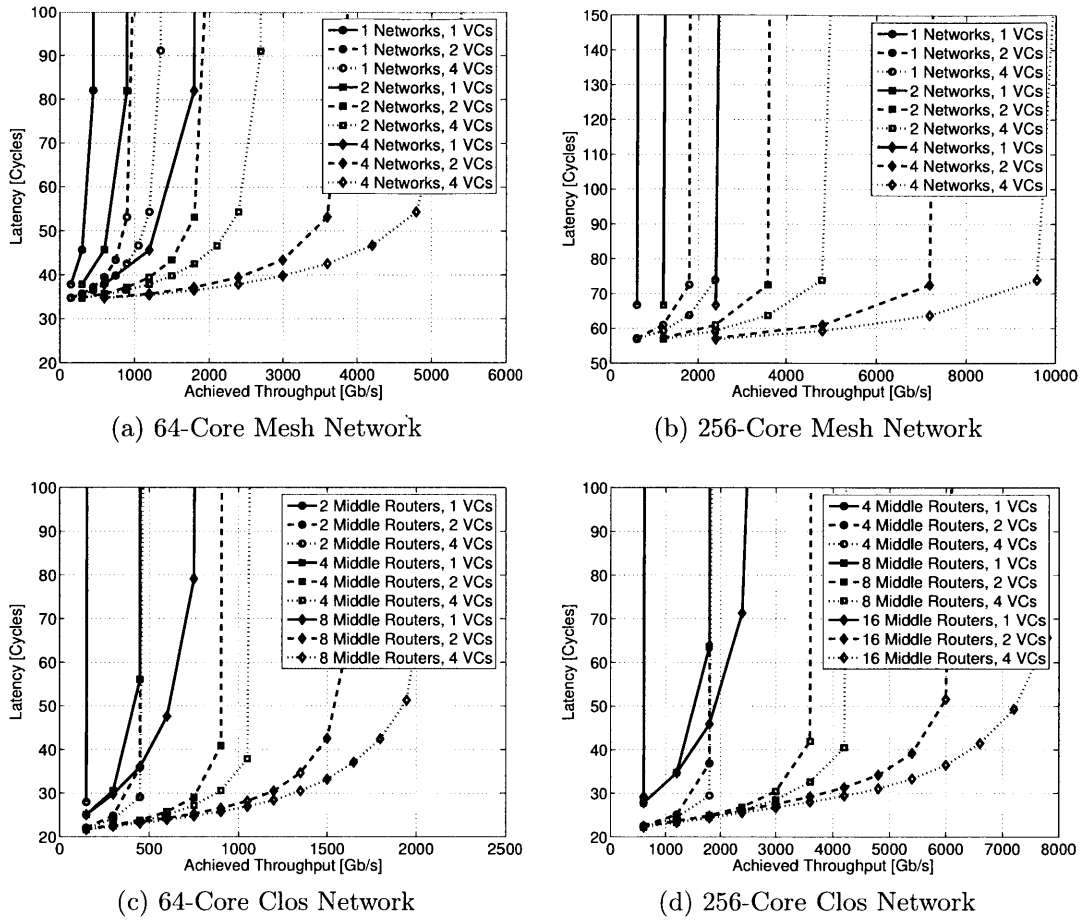 100
90
80
70
60
50
40
30
20
Latency [Cycles]
0 1000 2000 3000 4000 5000 6000
Achieved Throughput [Gb/s]
1 Networks, 1 VCs
1 Networks, 2 VCs
1 Networks, 4 VCs
2 Networks, 1 VCs
2 Networks, 2 VCs
2 Networks, 4 VCs
4 Networks, 1 VCs
4 Networks, 2 VCs
4 Networks, 4 VCs
(a) 64-Core Mesh Network
150
140
130
120
110
100
90
80
70
60
50
Latency [Cycles]
0 2000 4000 6000 8000 10000
Achieved Throughput [Gb/s]
1 Networks, 1 VCs
1 Networks, 2 VCs
1 Networks, 4 VCs
2 Networks, 1 VCs
2 Networks, 2 VCs
2 Networks, 4 VCs
4 Networks, 1 VCs
4 Networks, 2 VCs
4 Networks, 4 VCs
(b) 256-Core Mesh Network
100
90
80
70
60
50
40
30
20
Latency [Cycles]
0 500 1000 1500 2000 2500
Achieved Throughput [Gb/s]
2 Middle Routers, 1 VCs
2 Middle Routers, 2 VCs
2 Middle Routers, 4 VCs
4 Middle Routers, 1 VCs
4 Middle Routers, 2 VCs
4 Middle Routers, 4 VCs
8 Middle Routers, 1 VCs
8 Middle Routers, 2 VCs
8 Middle Routers, 4 VCs
(c) 64-Core Clos Network
100
90
80
70
60
50
40
30
20
Latency [Cycles]
0 1000 2000 3000 4000 5000 6000 7000 8000
Achieved Throughput [Gb/s]
4 Middle Routers, 1 VCs
4 Middle Routers, 2 VCs
4 Middle Routers, 4 VCs
8 Middle Routers, 1 VCs
8 Middle Routers, 2 VCs
8 Middle Routers, 4 VCs
16 Middle Routers, 1 VCs
16 Middle Routers, 2 VCs
16 Middle Routers, 4 VCs
(d) 256-Core Clos Network